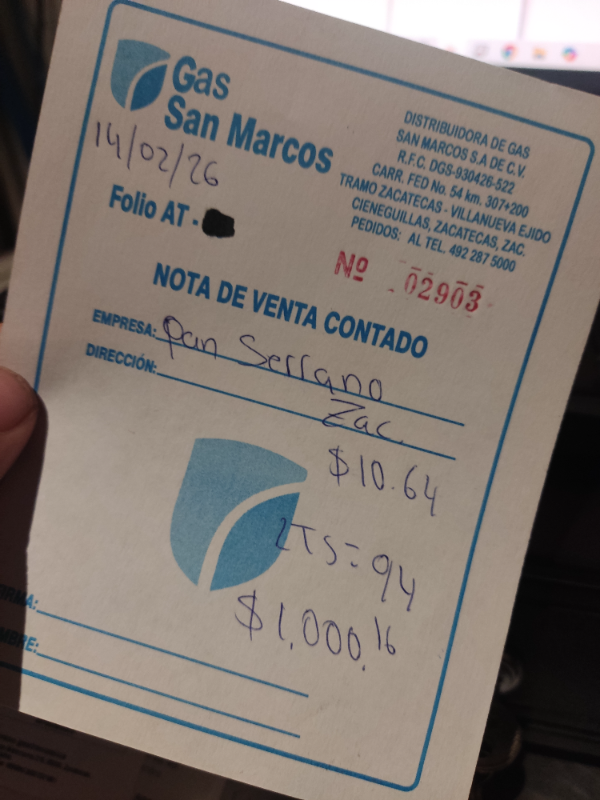 Gas
San Marcos
14/02/26
DISTRIBUIDORA DE GAS
SAN MARCOS S.A DE C.V.
R.F.C. DGS-930426-522
CARR. FED No. 54 km. 307+200
TRAMO ZACATECAS - VILLANUEVA EJIDO
CIENEGUILLAS, ZACATECAS, ZAC.
PEDIDOS: AL TEL. 492 287 5000
Folio AT -
Nº 02903
NOTA DE VENTA CONTADO
EMPRESA: Pan Serrano
DIRECCIÓN: Zac.
$10.64
LTS = 94
$1,000.16